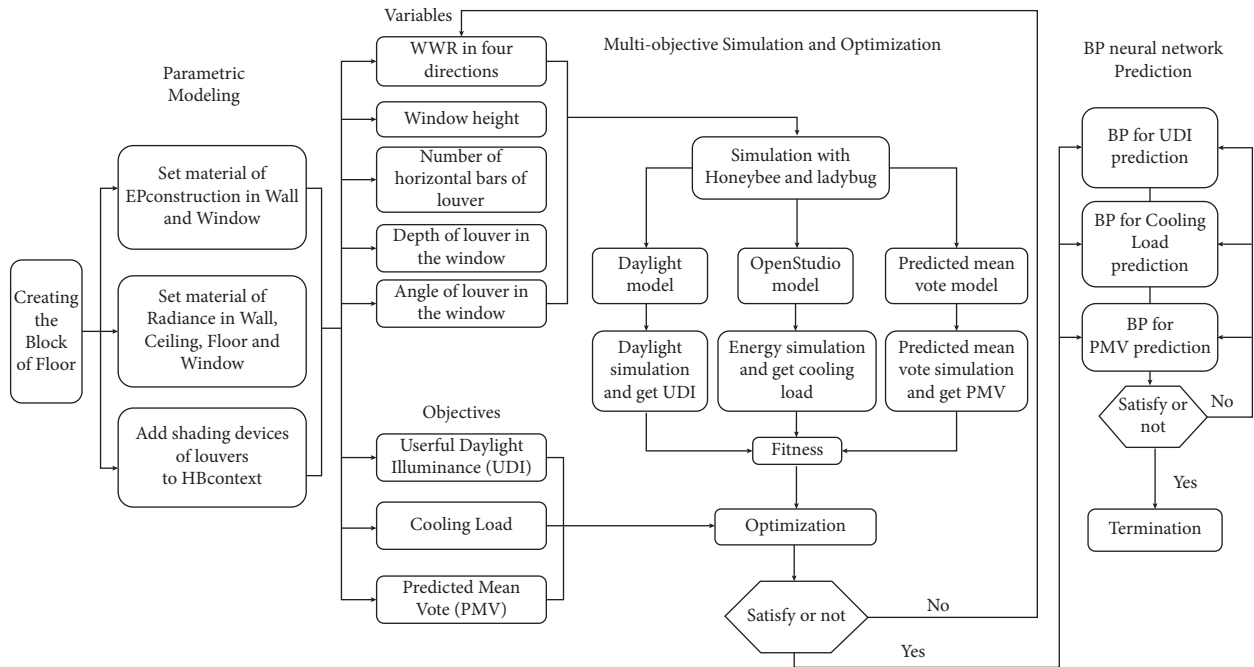 Parametric
Modeling
Creating
the
Block
of Floor
Set material of
EPconstruction in Wall
and Window
Set material of
Radiance in Wall,
Ceiling, Floor and
Window
Add shading devices
of louvers
to HBcontext
Variables
WWR in four
directions
Window height
Number of
horizontal bars of
louver
Depth of louver in
the window
Angle of louver in
the window
Objectives
Userful Daylight
Illuminance (UDI)
Cooling Load
Predicted Mean
Vote (PMV)
Multi-objective Simulation and Optimization
Simulation with
Honeybee and ladybug
Daylight
model
OpenStudio
model
Predicted mean
vote model
Daylight
simulation
and get UDI
Energy simulation
and get cooling
load
Predicted mean
vote simulation
and get PMV
Fitness
Optimization
Satisfy or not
No
Yes
BP neural network
Prediction
BP for UDI
prediction
BP for Cooling
Load
prediction
BP for
PMV prediction
Satisfy or
not
No
Yes
Termination